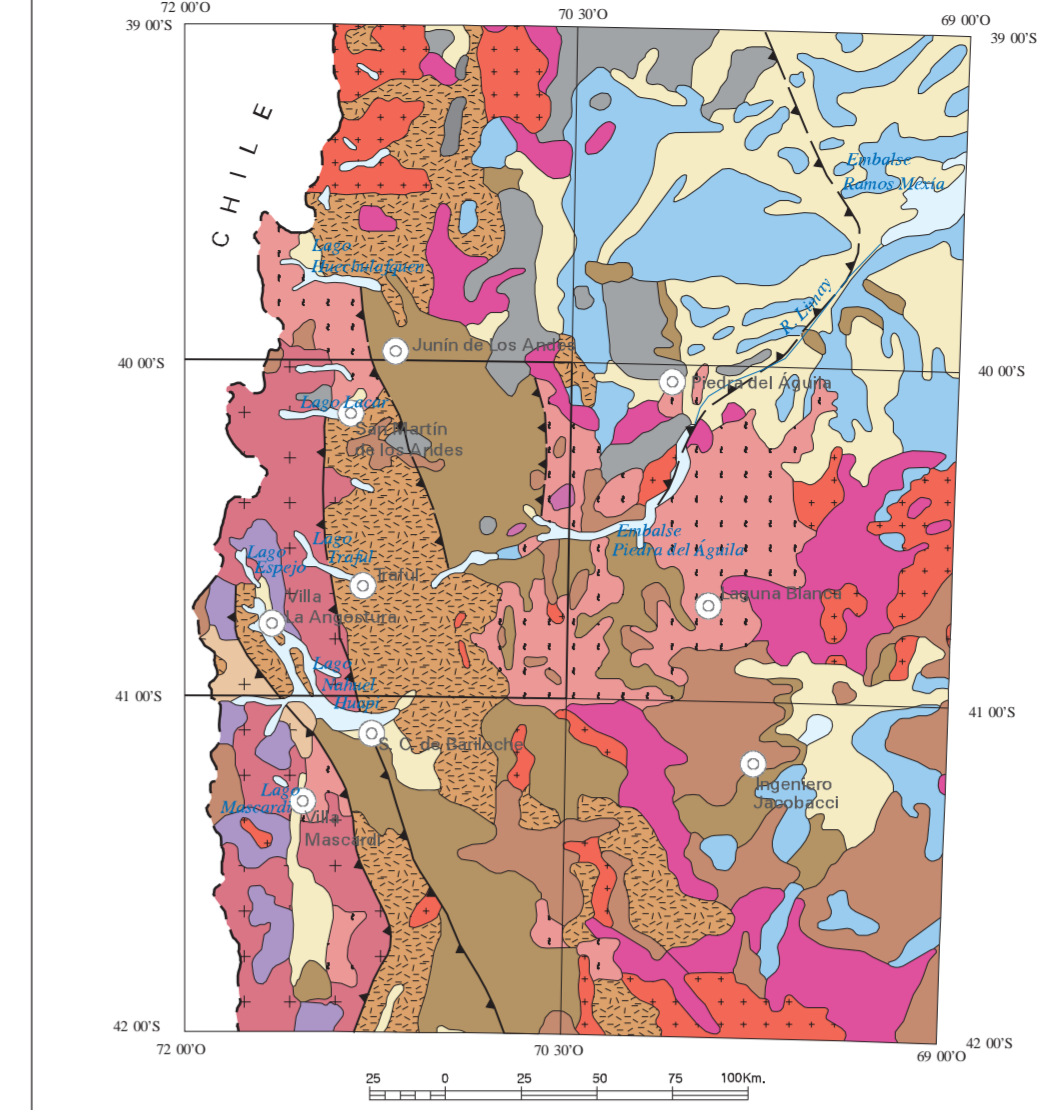 72 00'O
70 30'O
69 00'O
39 00'S
39 00'S
CHILE
Embalse
Ramos Mexía
Lago
Huechulafquen
R. Limay
Junín de Los Andes
40 00'S
40 00'S
Piedra del Águila
Lago Lacar
San Martín
de los Andes
Embalse
Piedra del Águila
Lago
Traful
Lago
Espejo
Traful
Laguna Blanca
Villa
La Angostura
Lago
Nahuel
Huapi
41 00'S
41 00'S
S. C. de Bariloche
Ingeniero
Jacobacci
Lago
Mascardi
Villa
Mascardi
42 00'S
42 00'S
72 00'O
70 30'O
69 00'O
25 0 25 50 75 100Km.